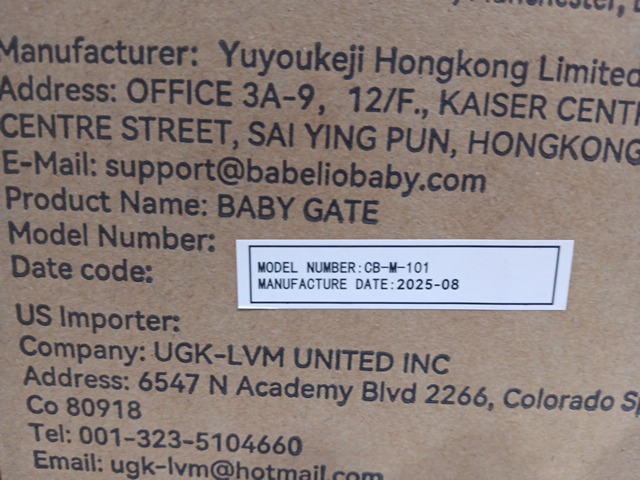 Manchester,
Manufacturer: Yuyoukeji Hongkong Limited
Address: OFFICE 3A-9, 12/F., KAISER
CENTRE STREET, SAI YING PUN, HONGKONG
E-Mail: support@babeliobaby.com
Product Name: BABY GATE
Model Number:
MODEL NUMBER:CB-M-101
Date code:
MANUFACTURE DATE:2025-08
US Importer:
Company: UGK-LVM UNITED INC
Address: 6547 N Academy Blvd 2266, Colorado
Co 80918
Tel: 001-323-5104660
Email: ugk-lvm@hotmail.com